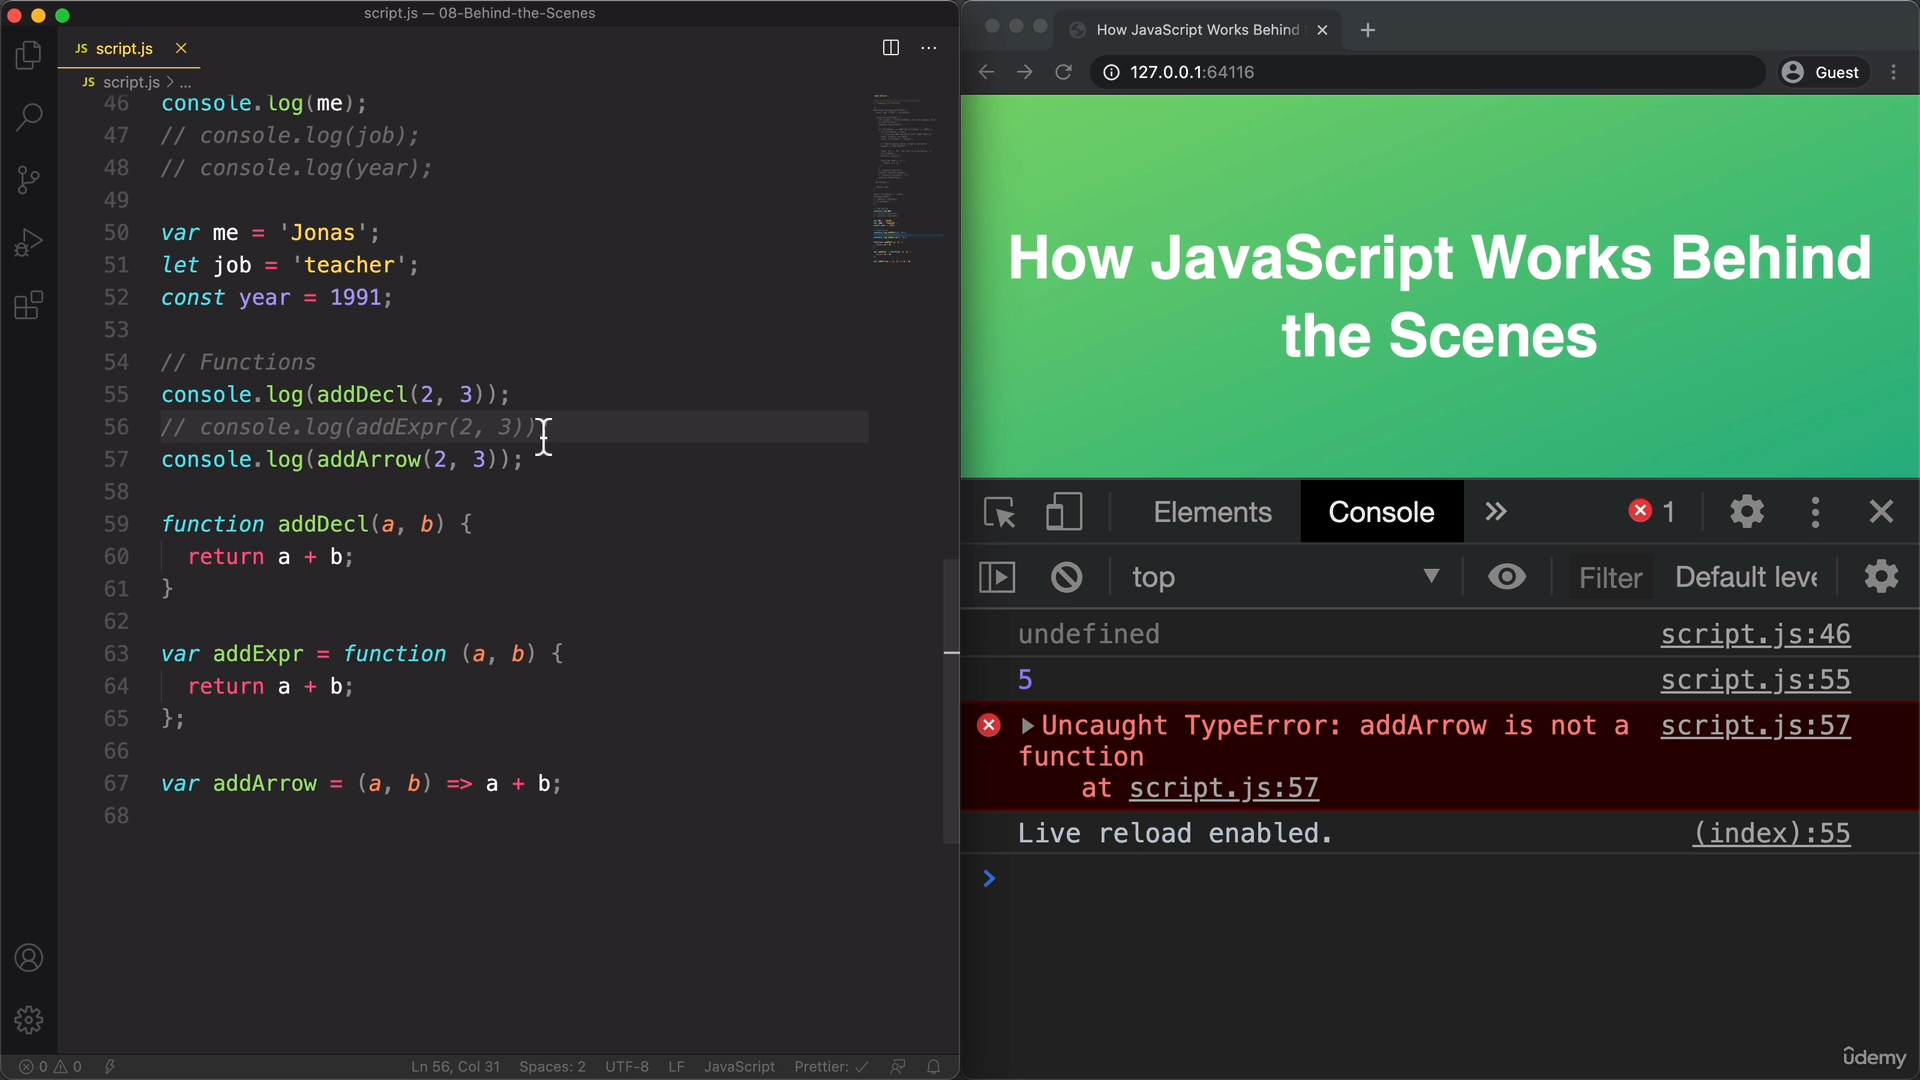 script.js — 08-Behind-the-Scenes
JS script.js
JS script.js > ...
46 console.log(me);
47 // console.log(job);
48 // console.log(year);
49
50 var me = 'Jonas';
51 let job = 'teacher';
52 const year = 1991;
53
54 // Functions
55 console.log(addDecl(2, 3));
56 // console.log(addExpr(2, 3))
57 console.log(addArrow(2, 3));
58
59 function addDecl(a, b) {
60 return a + b;
61 }
62
63 var addExpr = function (a, b) {
64 return a + b;
65 };
66
67 var addArrow = (a, b) => a + b;
68
0 0 Ln 56, Col 31 Spaces: 2 UTF-8 LF JavaScript Prettier: ✓
How JavaScript Works Behind
127.0.0.1:64116 Guest
How JavaScript Works Behind
the Scenes
Elements Console » 1
top Filter Default leve
undefined script.js:46
5 script.js:55
Uncaught TypeError: addArrow is not a script.js:57
function
at script.js:57
Live reload enabled. (index):55
>
ûdemy